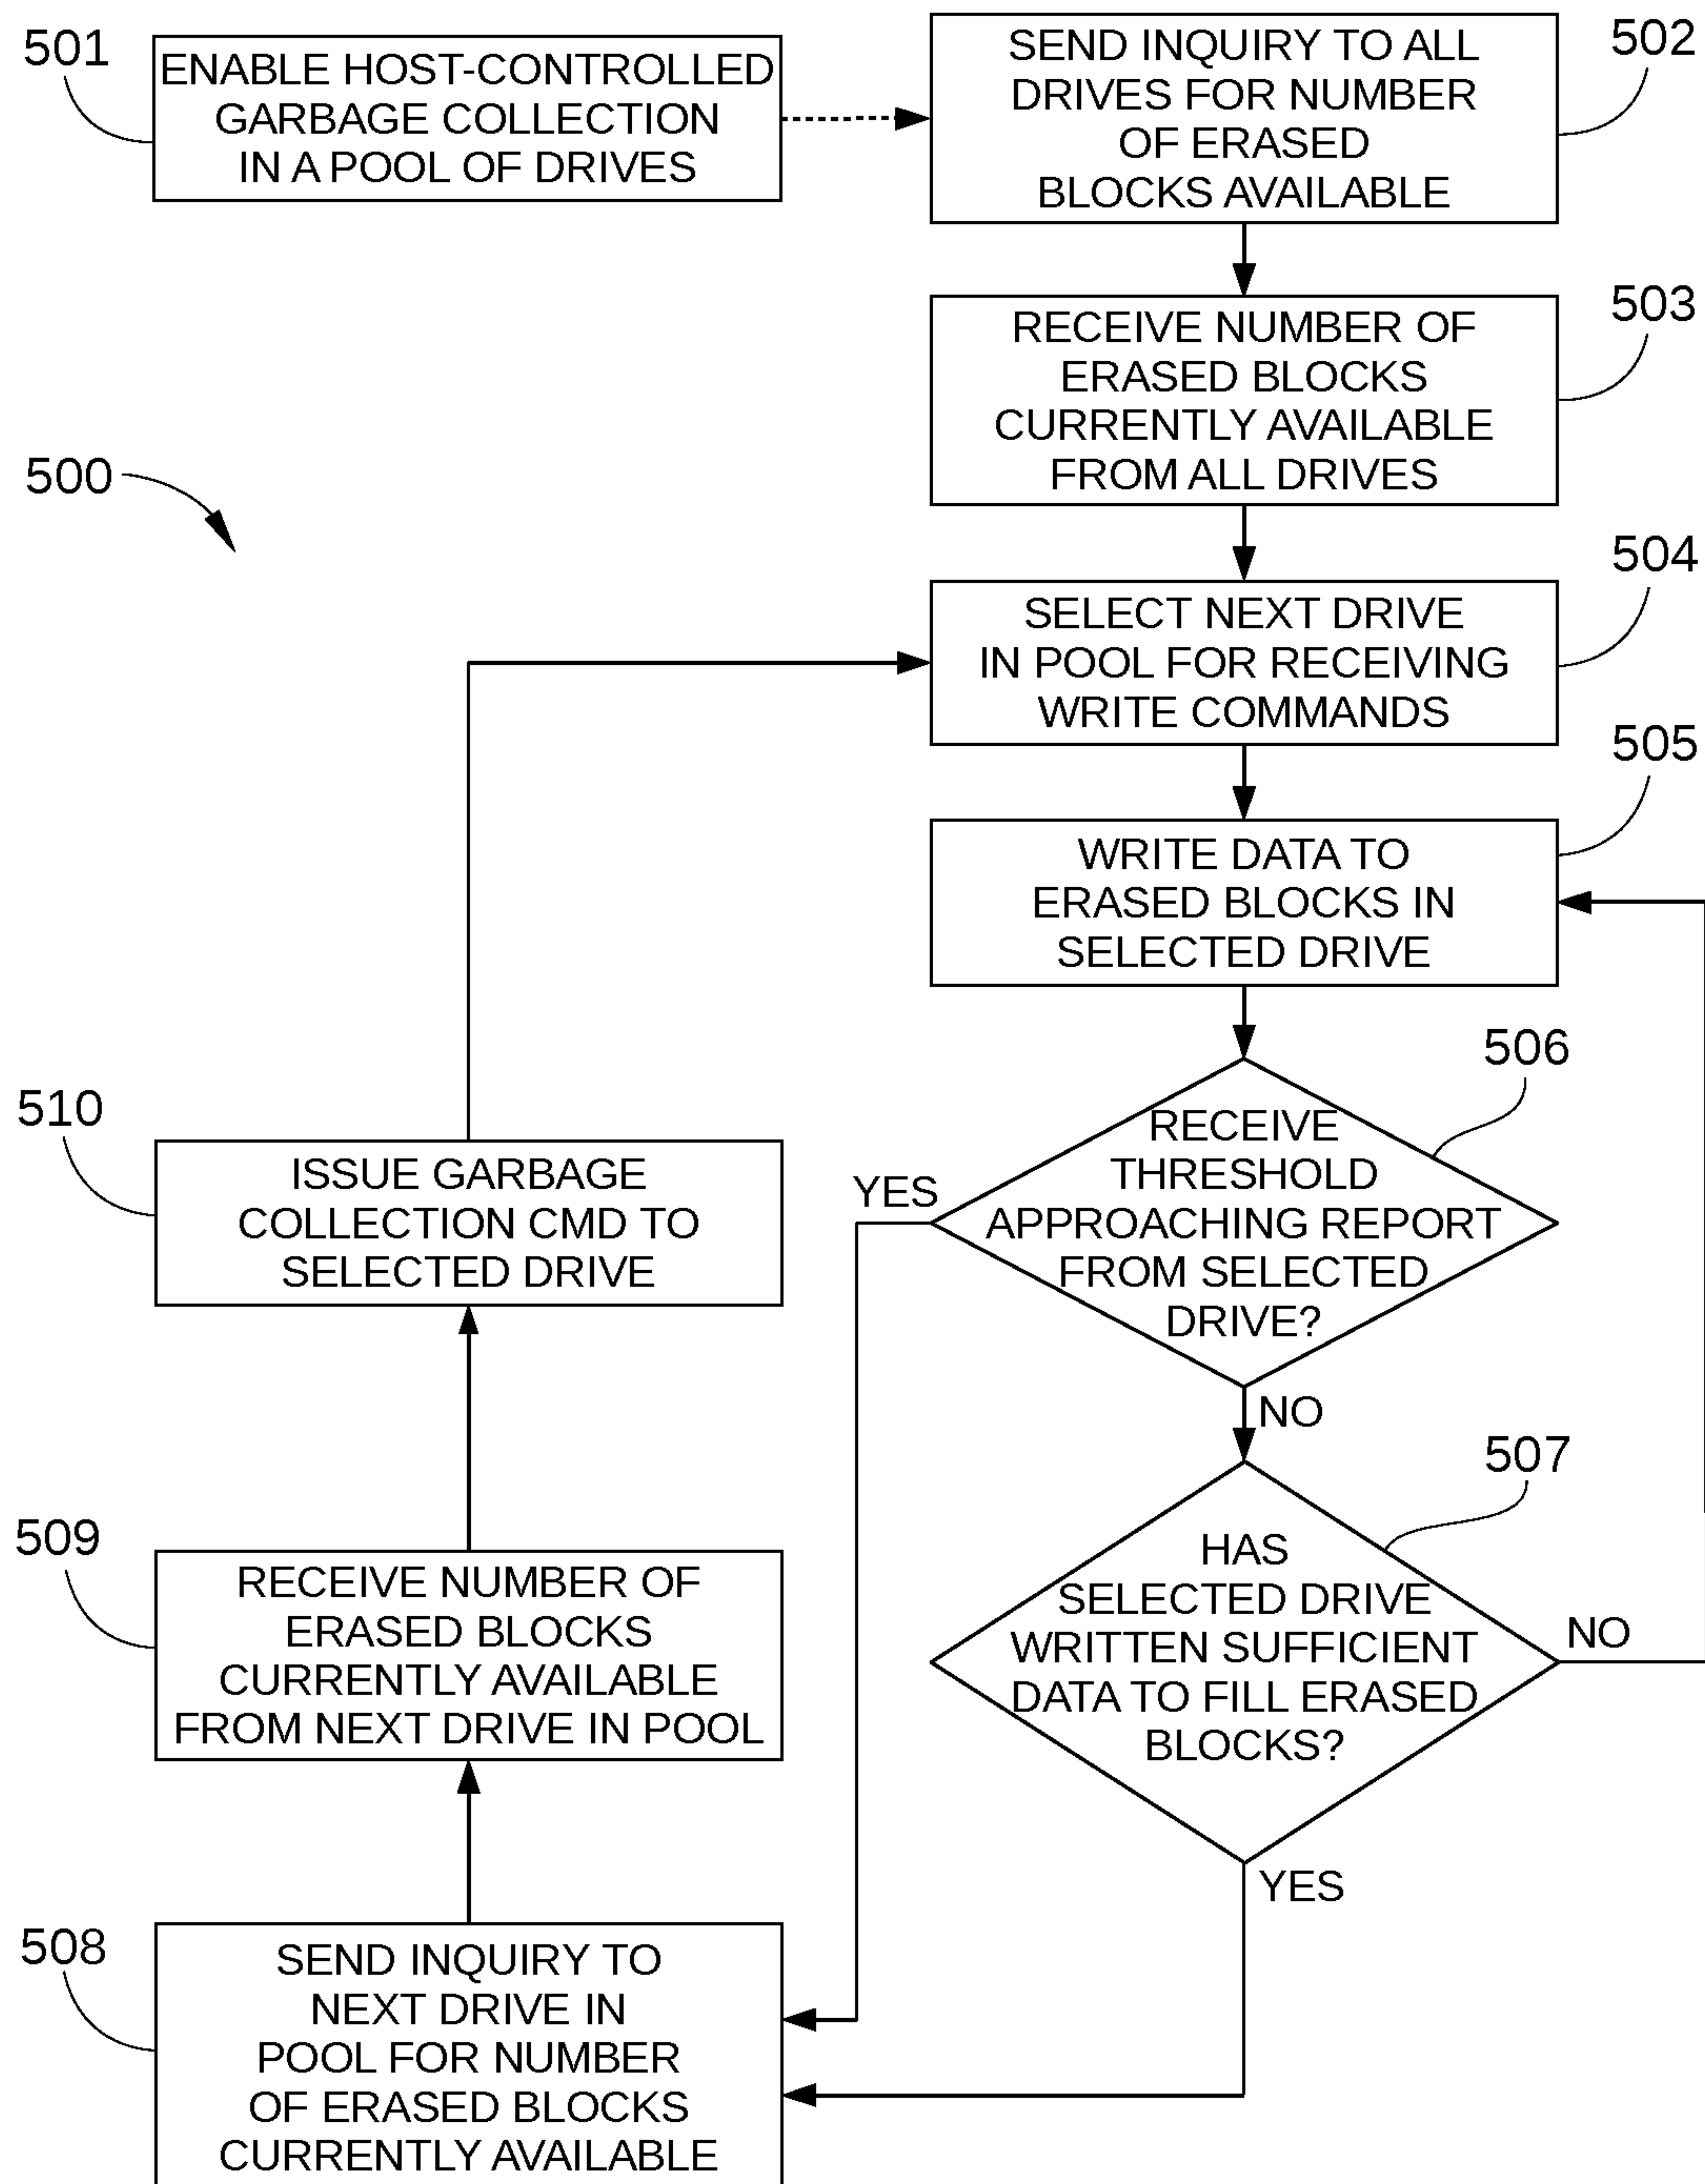 501
ENABLE HOST-CONTROLLED
GARBAGE COLLECTION
IN A POOL OF DRIVES
502
SEND INQUIRY TO ALL
DRIVES FOR NUMBER
OF ERASED
BLOCKS AVAILABLE
503
RECEIVE NUMBER OF
ERASED BLOCKS
CURRENTLY AVAILABLE
FROM ALL DRIVES
500
504
SELECT NEXT DRIVE
IN POOL FOR RECEIVING
WRITE COMMANDS
505
WRITE DATA TO
ERASED BLOCKS IN
SELECTED DRIVE
506
RECEIVE
THRESHOLD
APPROACHING REPORT
FROM SELECTED
DRIVE?
YES
NO
507
HAS
SELECTED DRIVE
WRITTEN SUFFICIENT
DATA TO FILL ERASED
BLOCKS?
NO
YES
508
SEND INQUIRY TO
NEXT DRIVE IN
POOL FOR NUMBER
OF ERASED BLOCKS
CURRENTLY AVAILABLE
509
RECEIVE NUMBER OF
ERASED BLOCKS
CURRENTLY AVAILABLE
FROM NEXT DRIVE IN POOL
510
ISSUE GARBAGE
COLLECTION CMD TO
SELECTED DRIVE